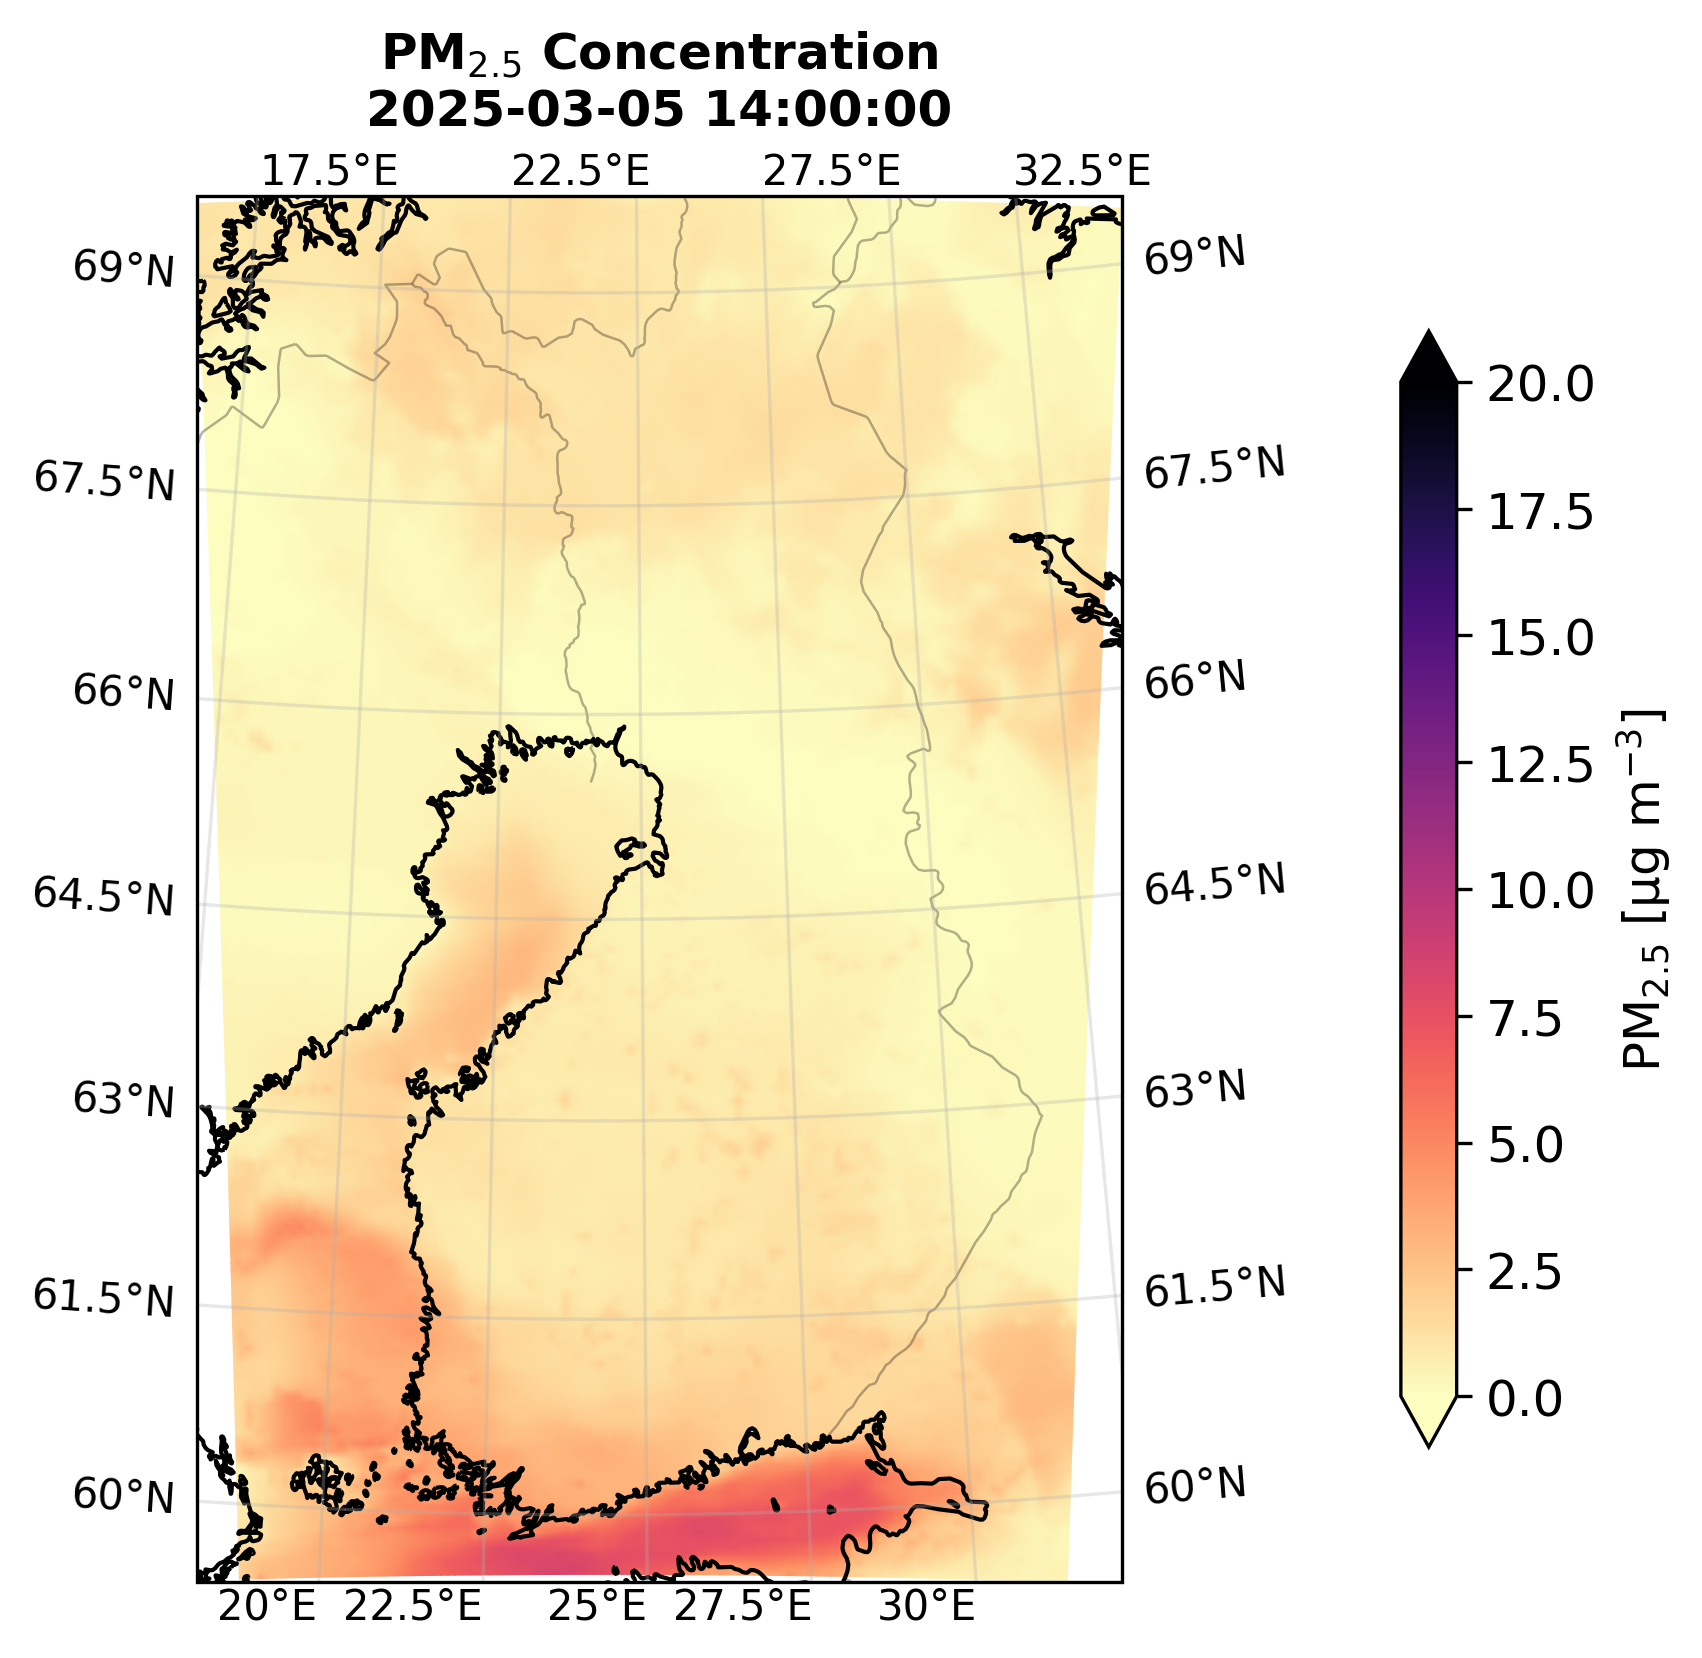 PM₂.₅ Concentration
2025-03-05 14:00:00
17.5°E 22.5°E 27.5°E 32.5°E
69°N 69°N
67.5°N 67.5°N
66°N 66°N
64.5°N 64.5°N
63°N 63°N
61.5°N 61.5°N
60°N 60°N
20°E 22.5°E 25°E 27.5°E 30°E
20.0
17.5
15.0
12.5
10.0
7.5
5.0
2.5
0.0
PM₂.₅ [µg m⁻³]